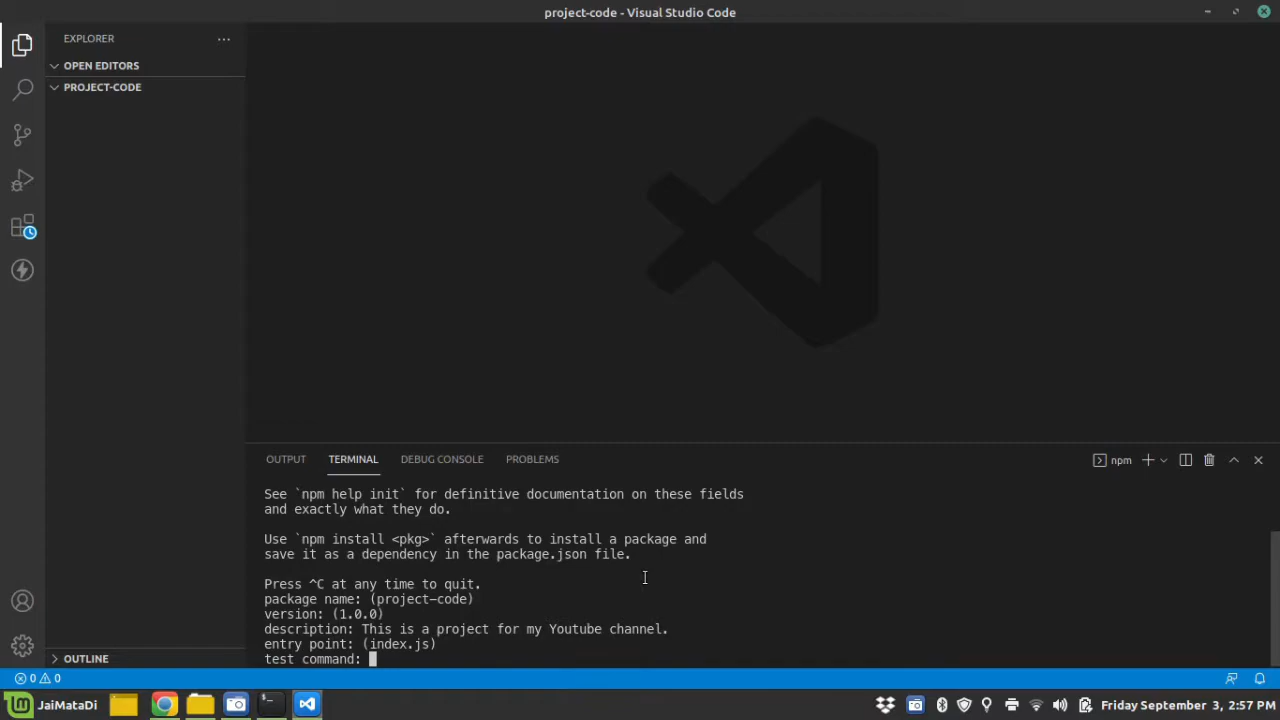 project-code - Visual Studio Code
EXPLORER
OPEN EDITORS
PROJECT-CODE
OUTPUT
TERMINAL
DEBUG CONSOLE
PROBLEMS
npm
See `npm help init` for definitive documentation on these fields
and exactly what they do.
Use `npm install <pkg>` afterwards to install a package and
save it as a dependency in the package.json file.
Press ^C at any time to quit.
package name: (project-code)
version: (1.0.0)
description: This is a project for my Youtube channel.
entry point: (index.js)
test command:
OUTLINE
0 0
JaiMataDi
Friday September 3, 2:57 PM